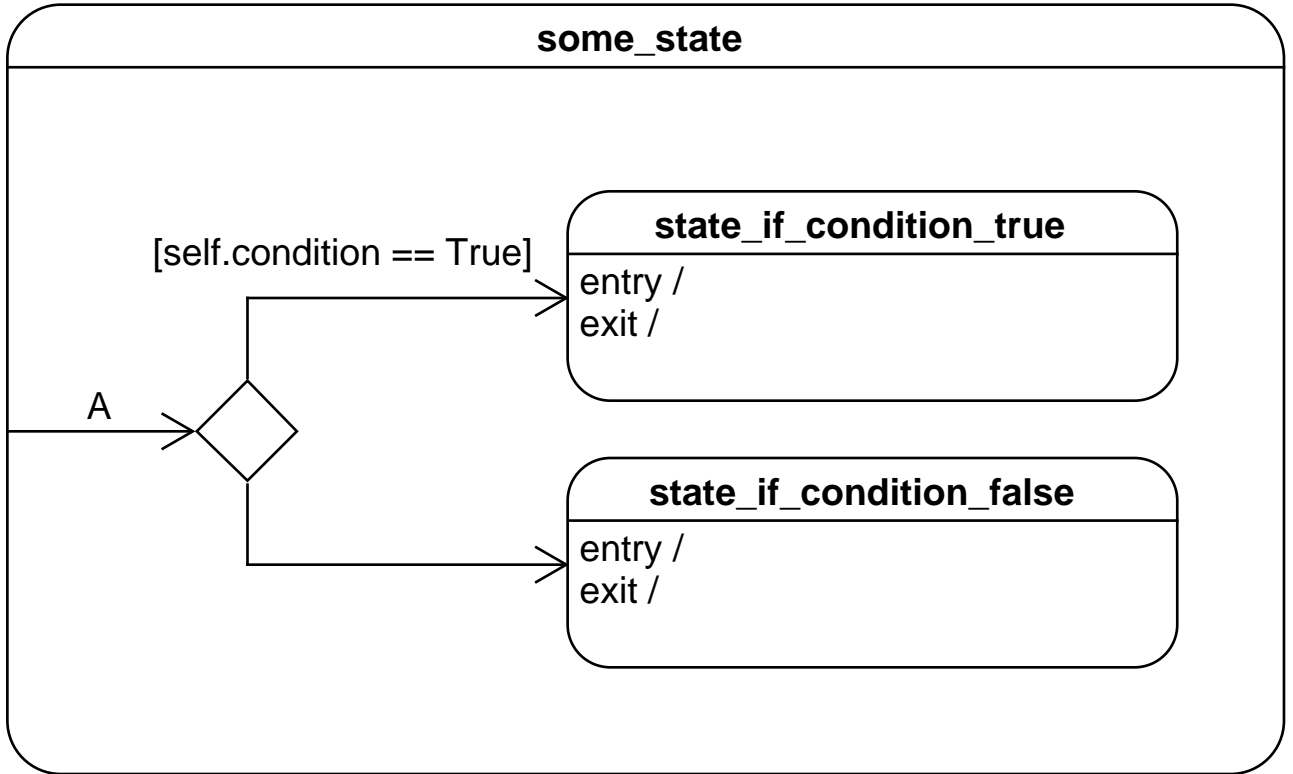 some_state
[self.condition == True]
state_if_condition_true
entry /
exit /
A
state_if_condition_false
entry /
exit /